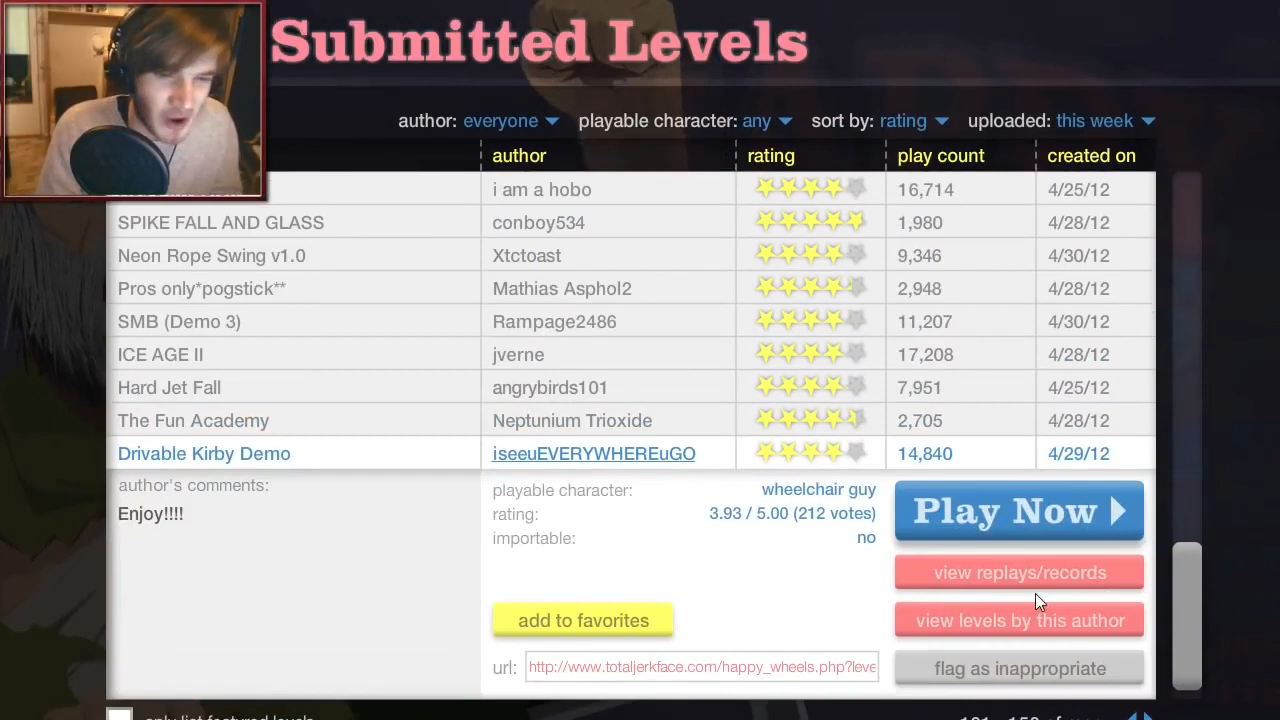 Submitted Levels
author: everyone playable character: any sort by: rating uploaded: this week
author rating play count created on
i am a hobo 16,714 4/25/12
SPIKE FALL AND GLASS conboy534 1,980 4/28/12
Neon Rope Swing v1.0 Xtctoast 9,346 4/30/12
Pros only*pogstick** Mathias Asphol2 2,948 4/28/12
SMB (Demo 3) Rampage2486 11,207 4/30/12
ICE AGE II jverne 17,208 4/28/12
Hard Jet Fall angrybirds101 7,951 4/25/12
The Fun Academy Neptunium Trioxide 2,705 4/28/12
Drivable Kirby Demo iseeuEVERYWHEREuGO 14,840 4/29/12
author's comments:
Enjoy!!!!
playable character: wheelchair guy
rating: 3.93 / 5.00 (212 votes)
importable: no
Play Now
view replays/records
add to favorites
view levels by this author
url: http://www.totaljerkface.com/happy_wheels.php?leve
flag as inappropriate
only list featured levels